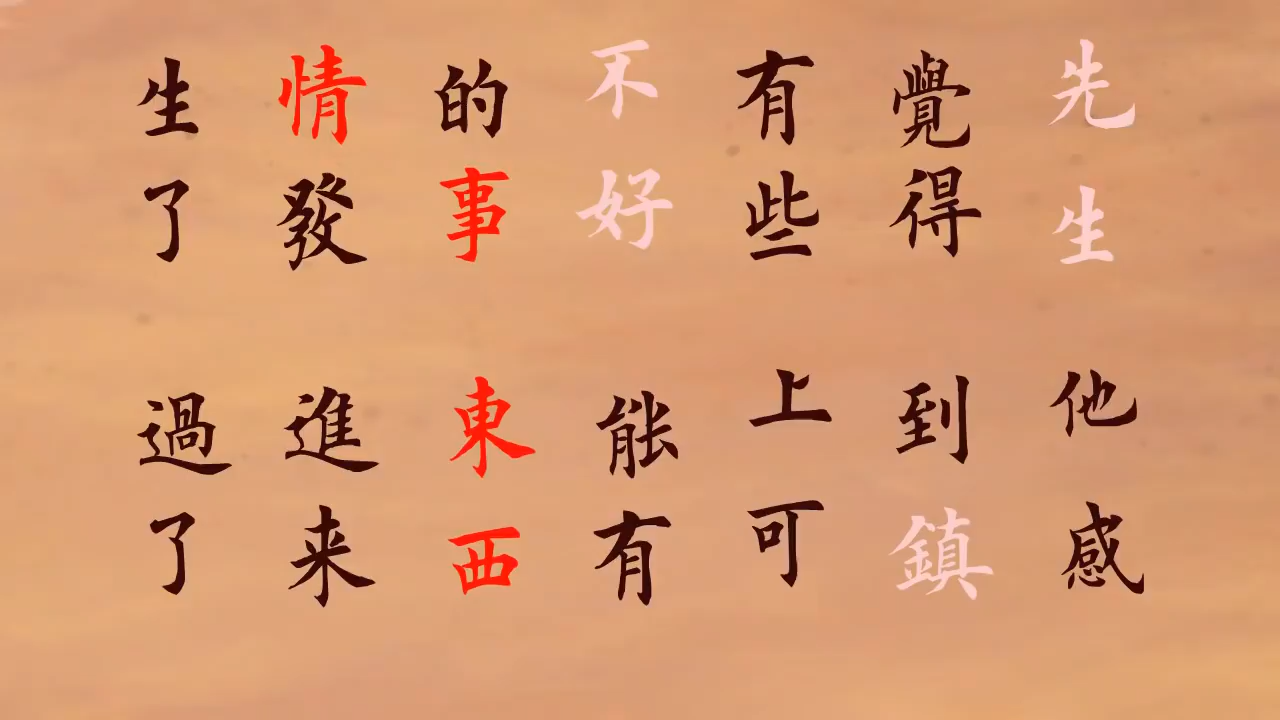 先生
覺得
有些
不好
的事
情發
生了
他感
到鎮
上可
能有
東西
進来
過了